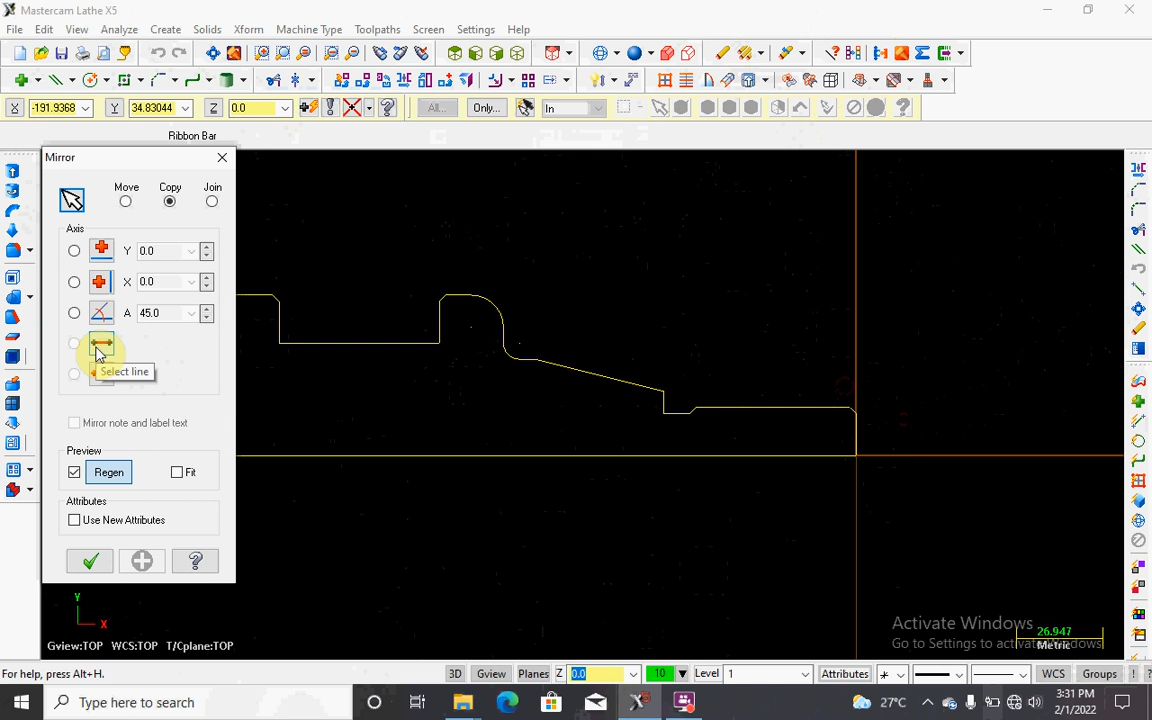 Mastercam Lathe X5
File Edit View Analyze Create Solids Xform Machine Type Toolpaths Screen Settings Help
X -191.9368 Y 34.83044 Z 0.0 All... Only... In
Ribbon Bar
Mirror
Move Copy Join
Axis
Y 0.0
X 0.0
A 45.0
Select line
Mirror note and label text
Preview
Regen Fit
Attributes
Use New Attributes
Y
X
Gview:TOP WCS:TOP T/Cplane:TOP
Activate Windows
Go to Settings to activate Windows.
26.947
Metric
For help, press Alt+H.
3D Gview Planes Z 0.0 10 Level 1 Attributes WCS Groups ! ?
Type here to search
27°C
3:31 PM
2/1/2022